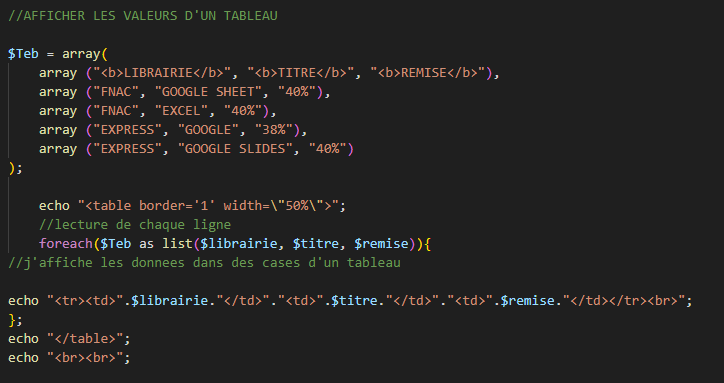 //AFFICHER LES VALEURS D'UN TABLEAU
$Teb = array(
array ("<b>LIBRAIRIE</b>", "<b>TITRE</b>", "<b>REMISE</b>"),
array ("FNAC", "GOOGLE SHEET", "40%"),
array ("FNAC", "EXCEL", "40%"),
array ("EXPRESS", "GOOGLE", "38%"),
array ("EXPRESS", "GOOGLE SLIDES", "40%")
);
echo "<table border='1' width=\"50%\">";
//lecture de chaque ligne
foreach($Teb as list($librairie, $titre, $remise)){
//j'affiche les donnees dans des cases d'un tableau
echo "<tr><td>".$librairie."</td>"."<td>".$titre."</td>"."<td>".$remise."</td></tr><br>";
};
echo "</table>";
echo "<br><br>";